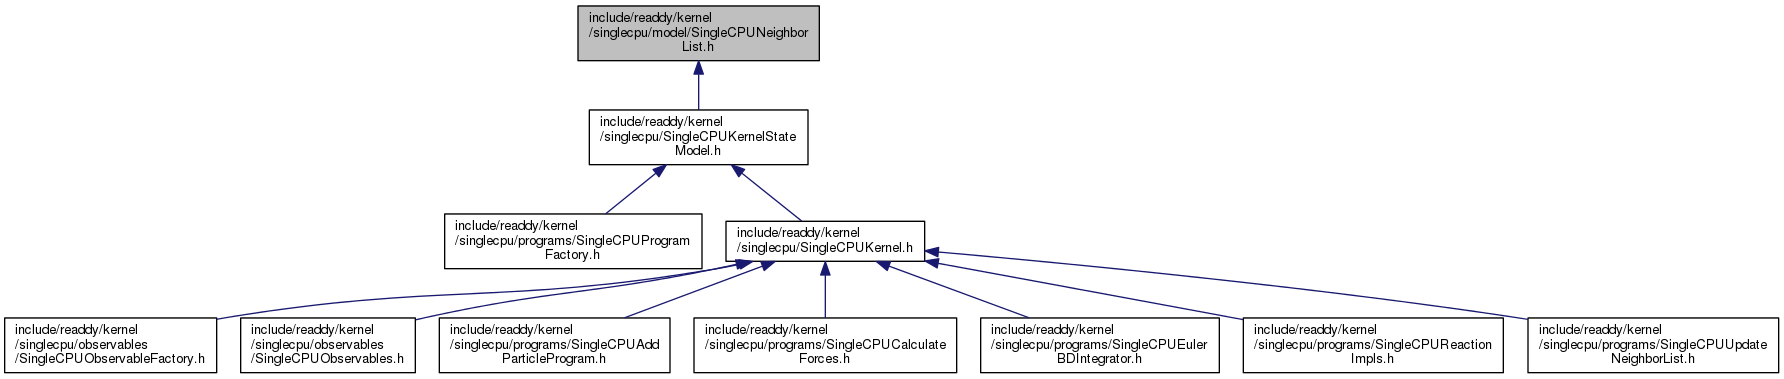 include/readdy/kernel
/singlecpu/model/SingleCPUNeighbor
List.h
include/readdy/kernel
/singlecpu/SingleCPUKernelState
Model.h
include/readdy/kernel
/singlecpu/programs/SingleCPUProgram
Factory.h
include/readdy/kernel
/singlecpu/SingleCPUKernel.h
include/readdy/kernel
/singlecpu/observables
/SingleCPUObservableFactory.h
include/readdy/kernel
/singlecpu/observables
/SingleCPUObservables.h
include/readdy/kernel
/singlecpu/programs/SingleCPUAdd
ParticleProgram.h
include/readdy/kernel
/singlecpu/programs/SingleCPUCalculate
Forces.h
include/readdy/kernel
/singlecpu/programs/SingleCPUEuler
BDIntegrator.h
include/readdy/kernel
/singlecpu/programs/SingleCPUReaction
Impls.h
include/readdy/kernel
/singlecpu/programs/SingleCPUUpdate
NeighborList.h